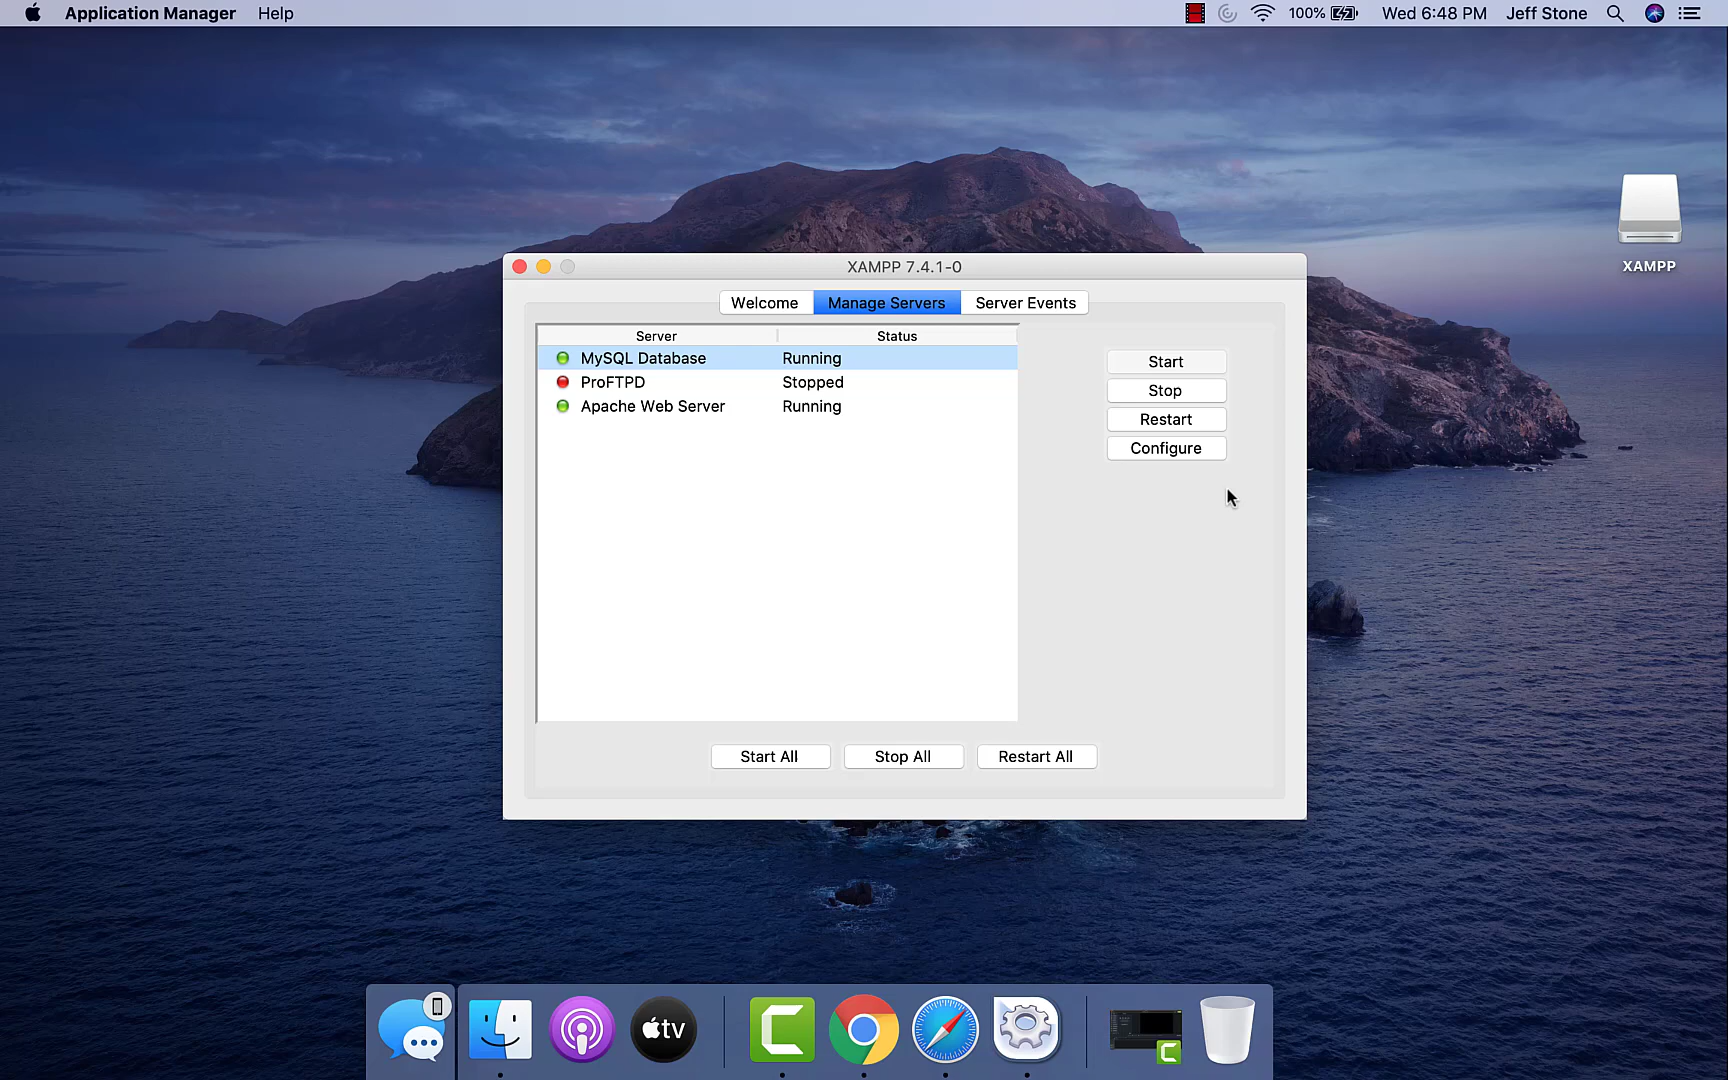 Application Manager Help 100% Wed 6:48 PM Jeff Stone
XAMPP
XAMPP 7.4.1-0
Welcome Manage Servers Server Events
Server Status
MySQL Database Running
ProFTPD Stopped
Apache Web Server Running
Start
Stop
Restart
Configure
Start All Stop All Restart All
tv